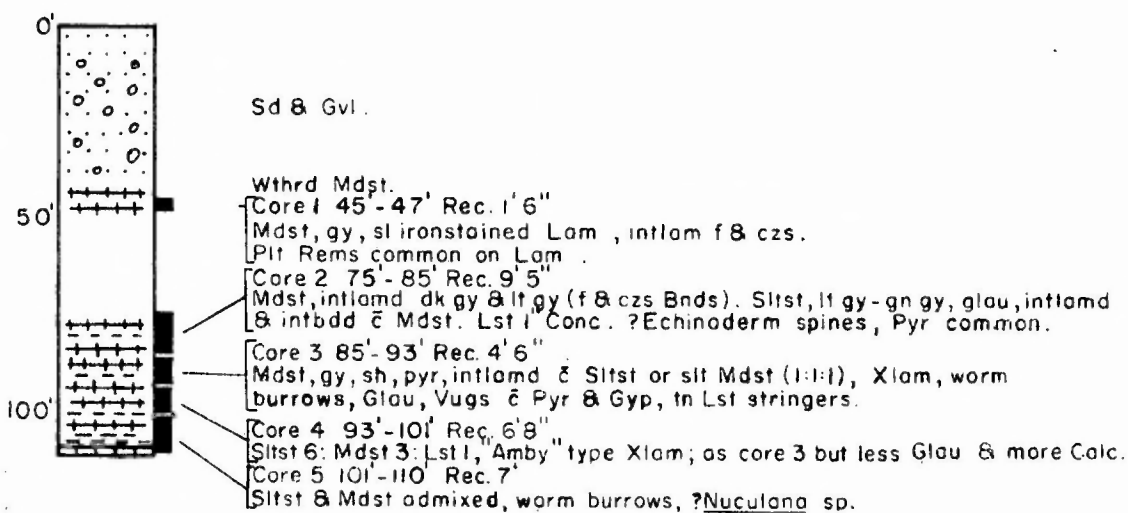 0'
Sd & Gvl.
Wthrd Mdst.
50'
Core 1 45'-47' Rec. 1' 6"
Mdst, gy, sl ironstained Lam , intlam f & czs.
Plt Rems common on Lam .
Core 2 75'-85' Rec. 9' 5"
Mdst, intlamd dk gy & lt gy (f & czs Bnds). Sltst, lt gy-gn gy, glau, intlamd
& intbdd c̄ Mdst. Lst 1" Conc. ?Echinoderm spines, Pyr common.
Core 3 85'-93' Rec. 4' 6"
Mdst, gy, sh, pyr, intlamd c̄ Sltst or slt Mdst (1:1:1), Xlam, worm
burrows, Glau, Vugs c̄ Pyr & Gyp, tn Lst stringers.
100'
Core 4 93'-101' Rec. 6'8"
Sltst 6: Mdst 3: Lst 1, "Amby" type Xlam; as core 3 but less Glau & more Calc.
Core 5 101'-110' Rec. 7'
Sltst & Mdst admixed, worm burrows, ?Nuculana sp.